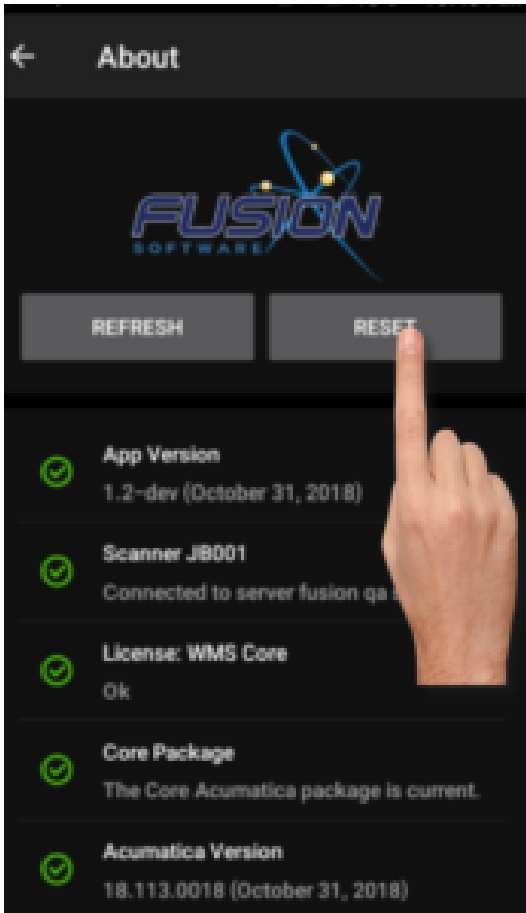 About
FUSION
SOFTWARE
REFRESH
RESET
App Version
1.2-dev (October 31, 2018)
Scanner JB001
Connected to server fusion qa
License: WMS Core
Ok
Core Package
The Core Acumatica package is current.
Acumatica Version
18.113.0018 (October 31, 2018)